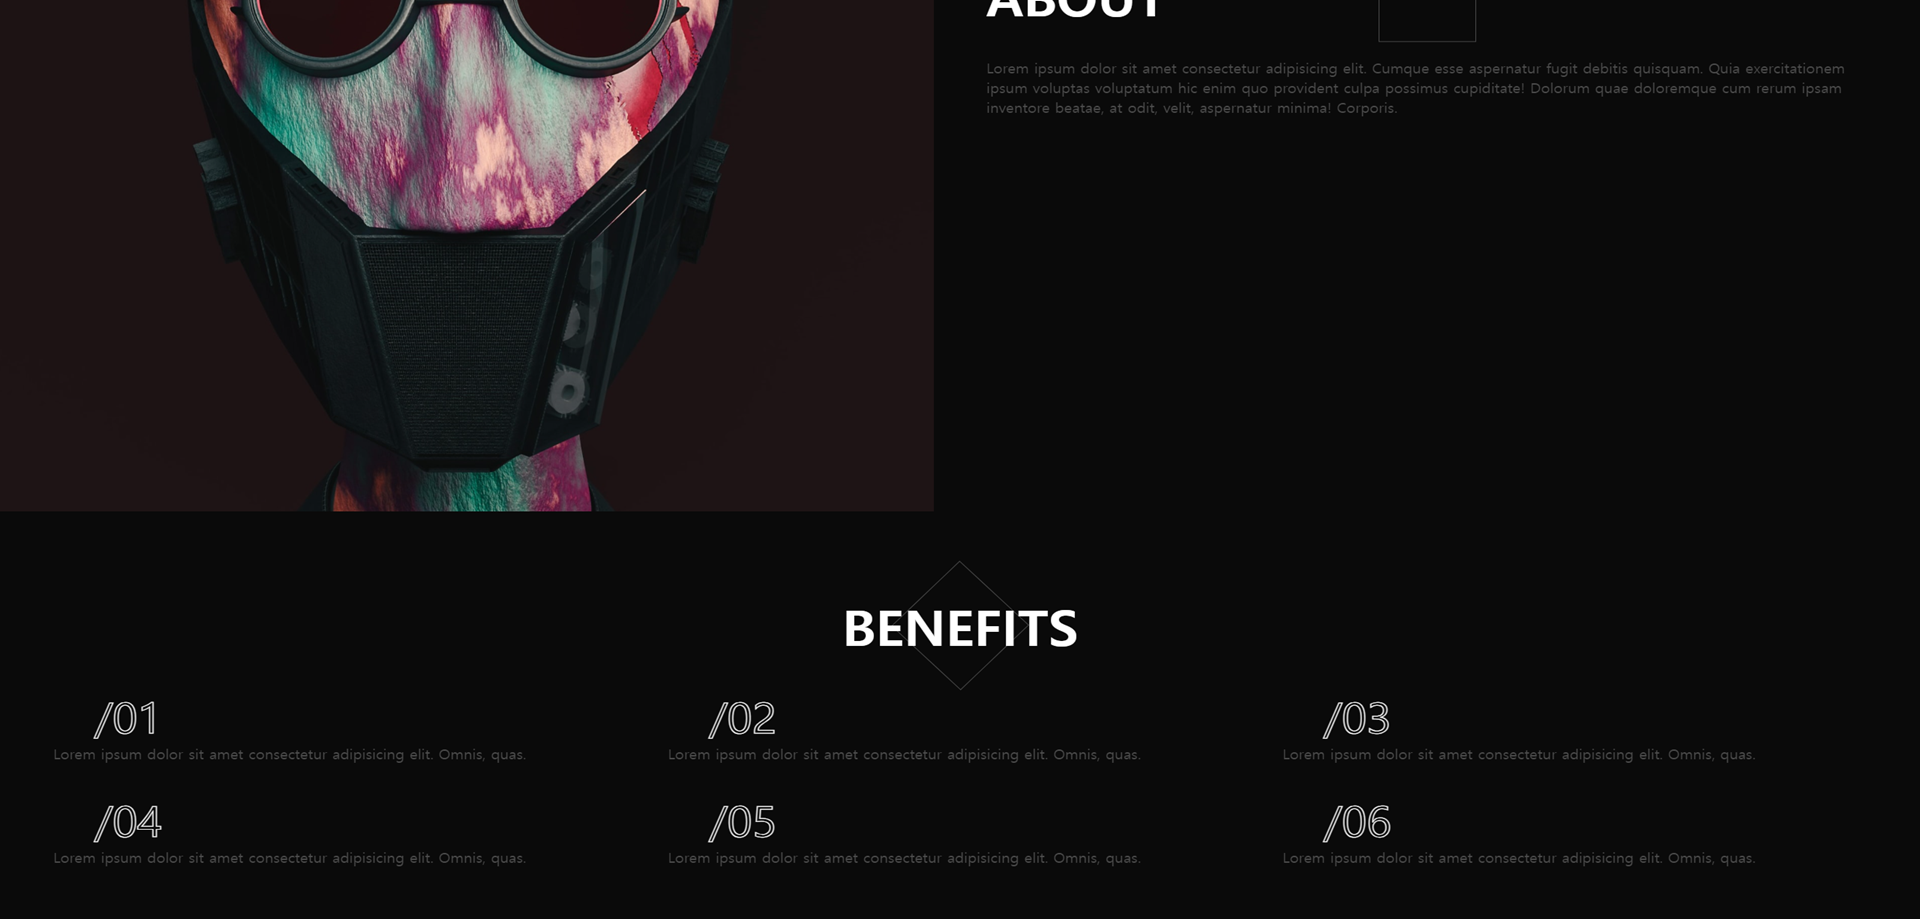 ABOUT
Lorem ipsum dolor sit amet consectetur adipisicing elit. Cumque esse aspernatur fugit debitis quisquam. Quia exercitationem
ipsum voluptas voluptatum hic enim quo provident culpa possimus cupiditate! Dolorum quae doloremque cum rerum ipsam
inventore beatae, at odit, velit, aspernatur minima! Corporis.
BENEFITS
/01
Lorem ipsum dolor sit amet consectetur adipisicing elit. Omnis, quas.
/02
Lorem ipsum dolor sit amet consectetur adipisicing elit. Omnis, quas.
/03
Lorem ipsum dolor sit amet consectetur adipisicing elit. Omnis, quas.
/04
Lorem ipsum dolor sit amet consectetur adipisicing elit. Omnis, quas.
/05
Lorem ipsum dolor sit amet consectetur adipisicing elit. Omnis, quas.
/06
Lorem ipsum dolor sit amet consectetur adipisicing elit. Omnis, quas.